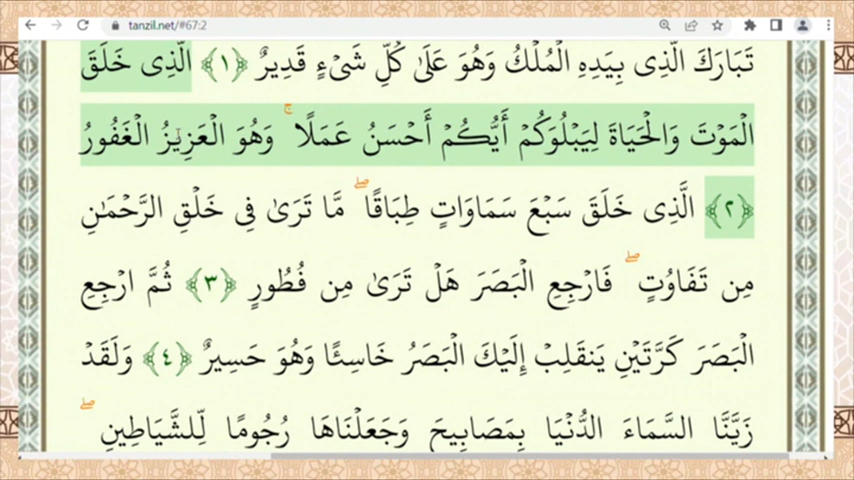 tanzil.net/#67:2
تَبَارَكَ الَّذِى بِيَدِهِ الْمُلْكُ وَهُوَ عَلَىٰ كُلِّ شَىْءٍ قَدِيرٌ ﴿١﴾ الَّذِى خَلَقَ
الْمَوْتَ وَالْحَيَاةَ لِيَبْلُوَكُمْ أَيُّكُمْ أَحْسَنُ عَمَلًا ۚ وَهُوَ الْعَزِيزُ الْغَفُورُ
﴿٢﴾ الَّذِى خَلَقَ سَبْعَ سَمَاوَاتٍ طِبَاقًا ۖ مَّا تَرَىٰ فِى خَلْقِ الرَّحْمَٰنِ
مِن تَفَاوُتٍ ۖ فَارْجِعِ الْبَصَرَ هَلْ تَرَىٰ مِن فُطُورٍ ﴿٣﴾ ثُمَّ ارْجِعِ
الْبَصَرَ كَرَّتَيْنِ يَنقَلِبْ إِلَيْكَ الْبَصَرُ خَاسِئًا وَهُوَ حَسِيرٌ ﴿٤﴾ وَلَقَدْ
زَيَّنَّا السَّمَاءَ الدُّنْيَا بِمَصَابِيحَ وَجَعَلْنَاهَا رُجُومًا لِّلشَّيَاطِينِ ۖ